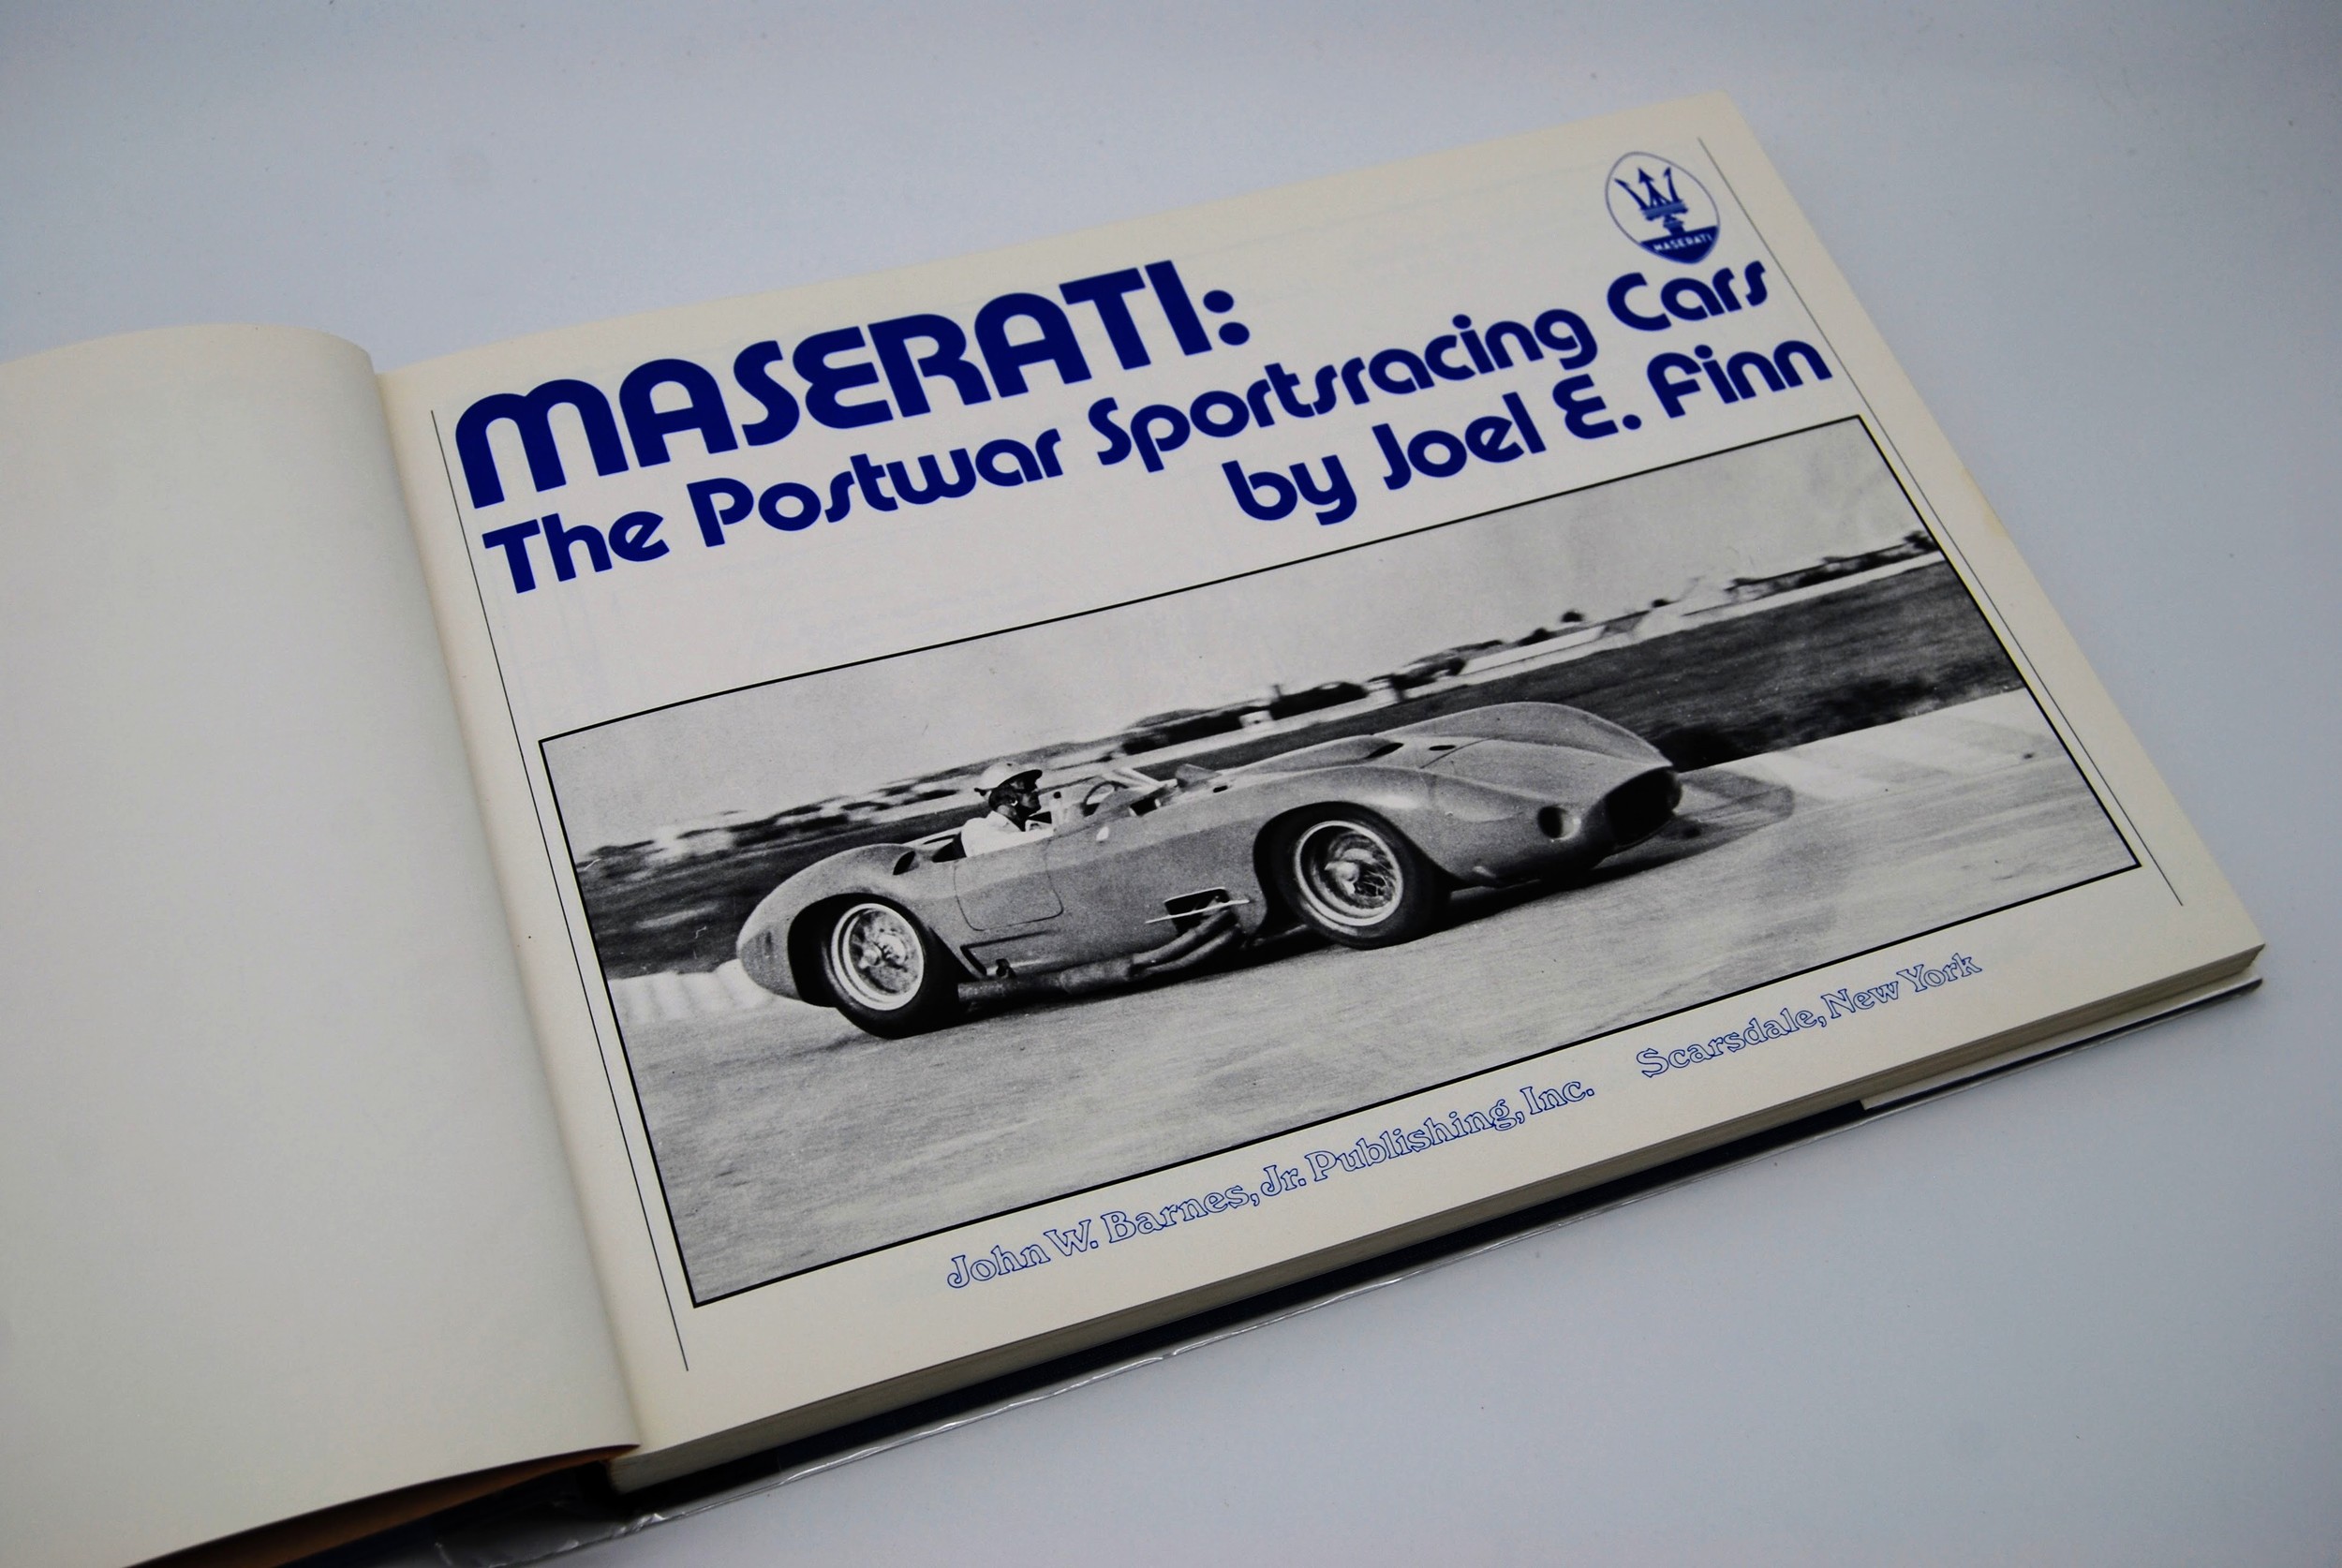 MASERATI
MASERATI:
The Postwar Sportsracing Cars
by Joel E. Finn
John W. Barnes, Jr. Publishing, Inc. Scarsdale, New York